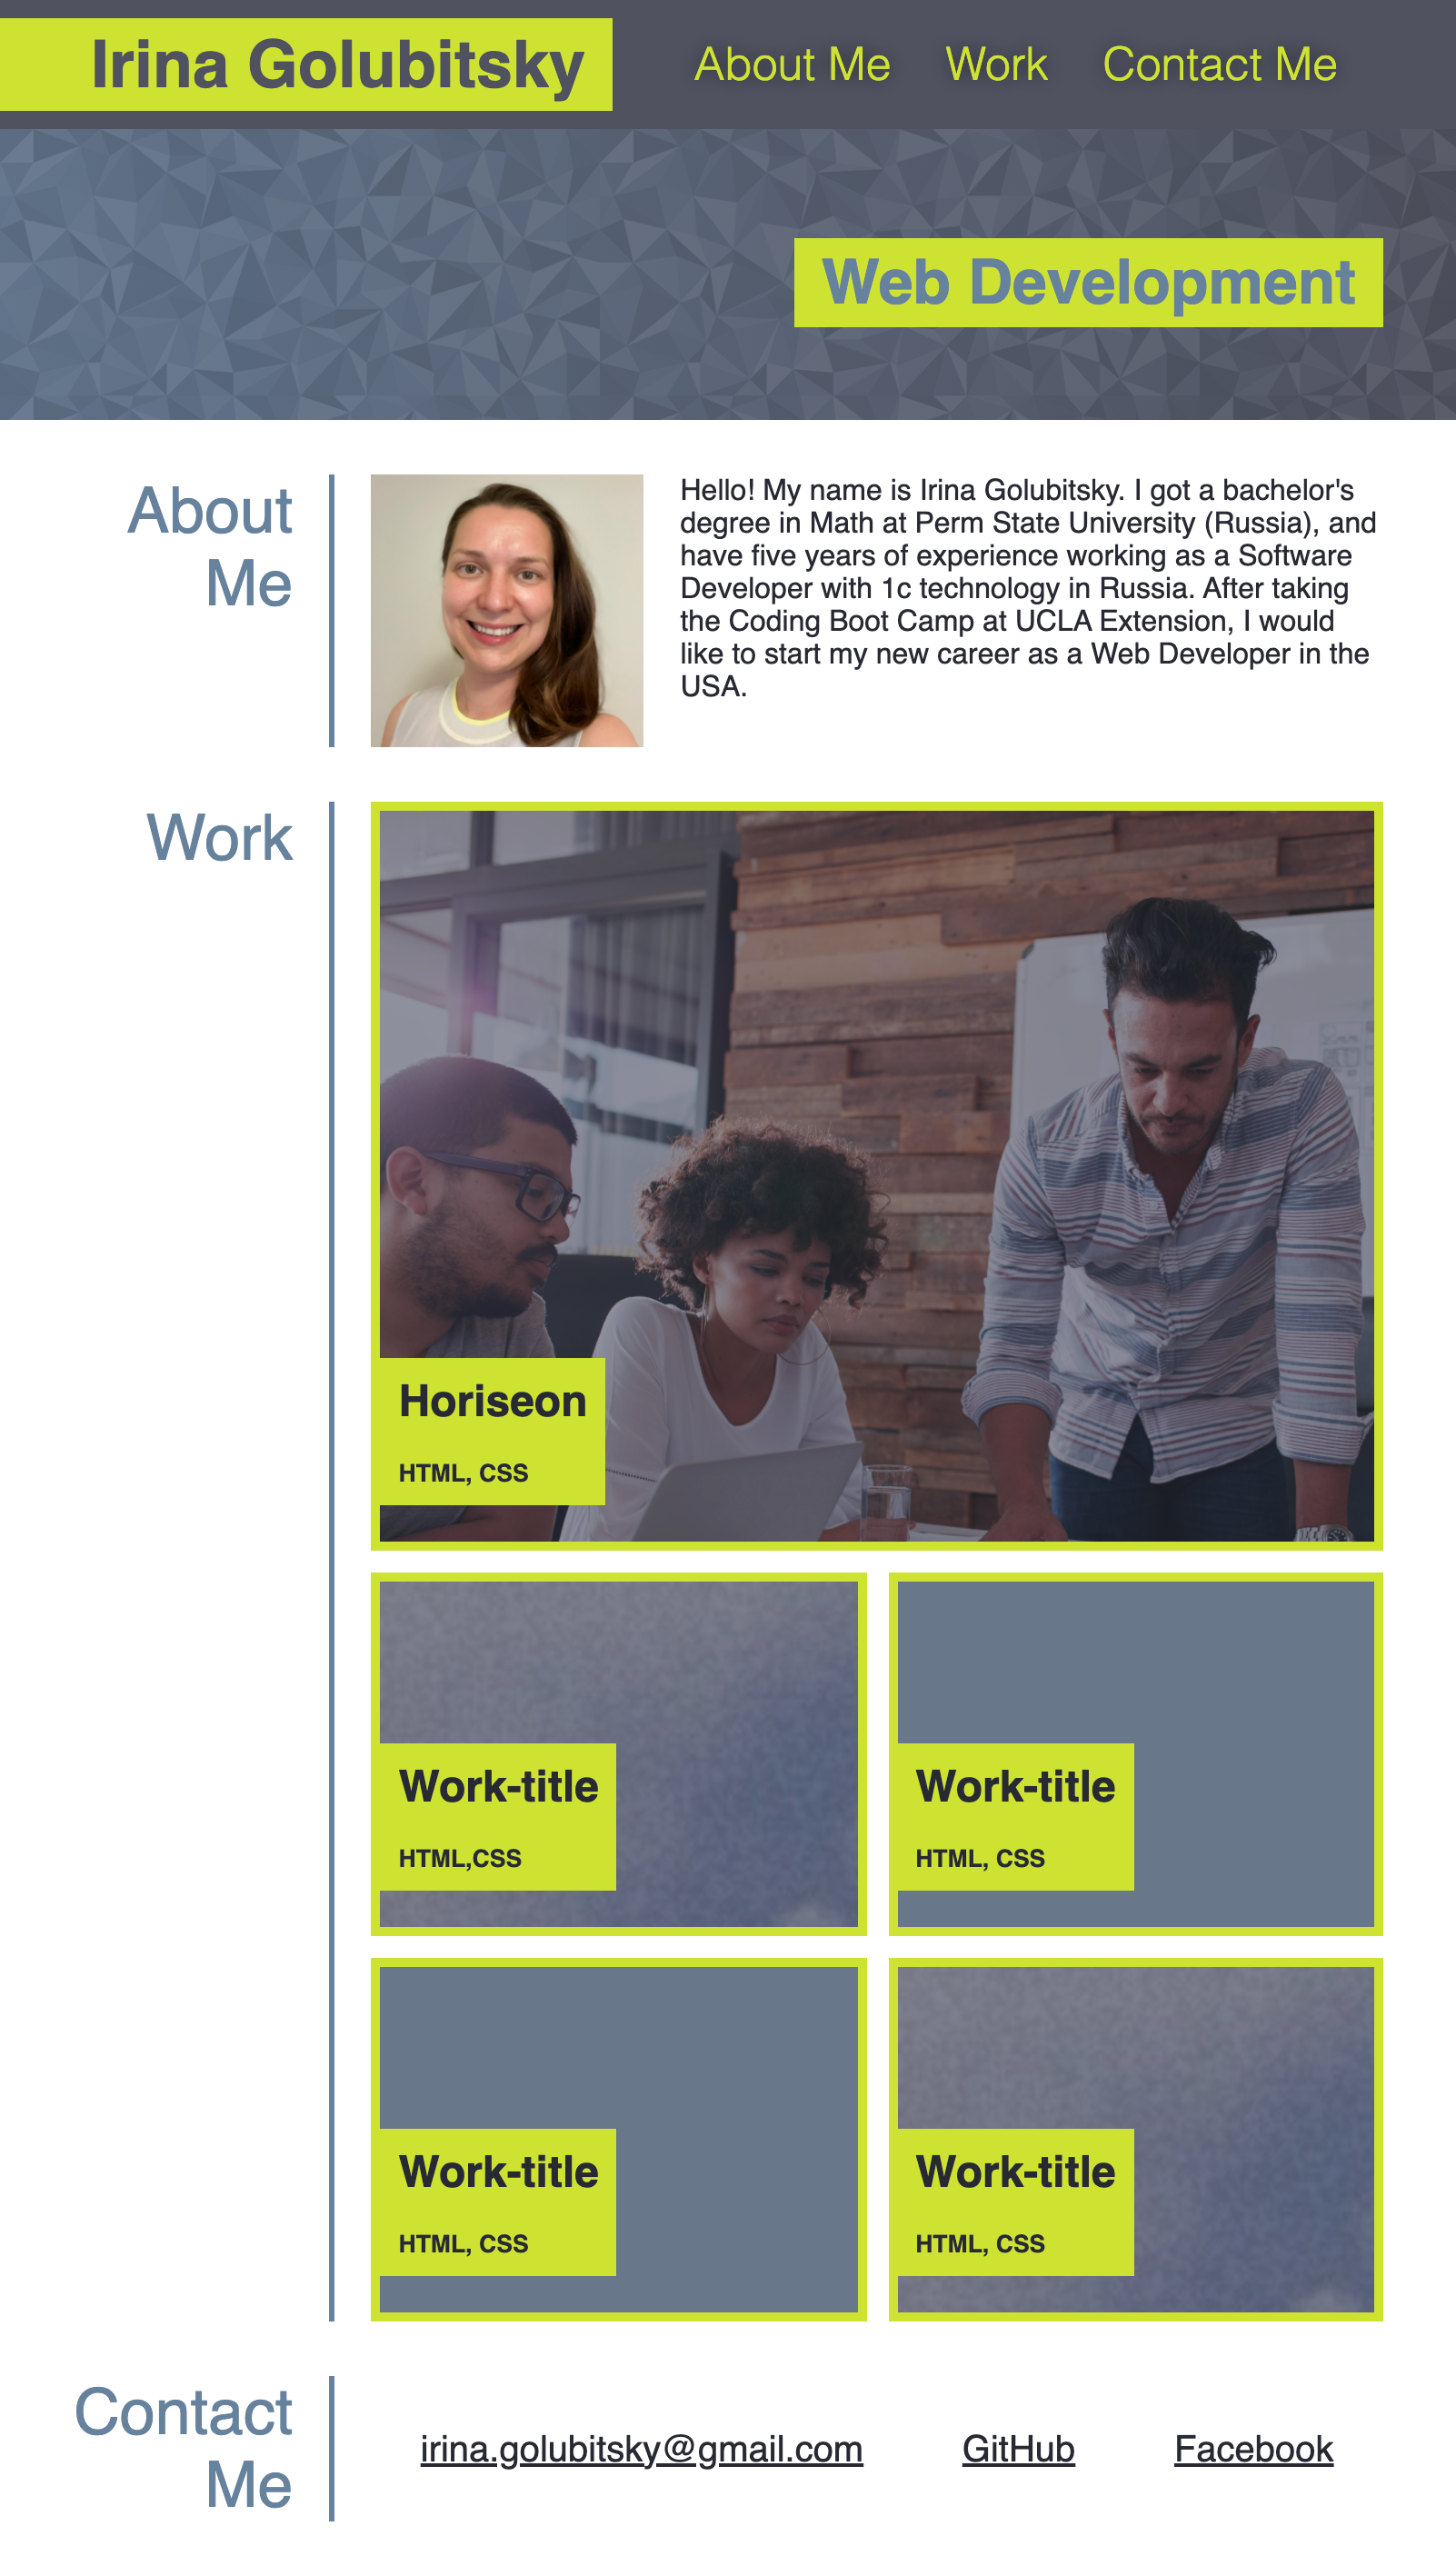 Irina Golubitsky
About Me Work Contact Me
Web Development
About
Me
Hello! My name is Irina Golubitsky. I got a bachelor's
degree in Math at Perm State University (Russia), and
have five years of experience working as a Software
Developer with 1c technology in Russia. After taking
the Coding Boot Camp at UCLA Extension, I would
like to start my new career as a Web Developer in the
USA.
Work
Horiseon
HTML, CSS
Work-title
HTML,CSS
Work-title
HTML, CSS
Work-title
HTML, CSS
Work-title
HTML, CSS
Contact
Me
irina.golubitsky@gmail.com GitHub Facebook